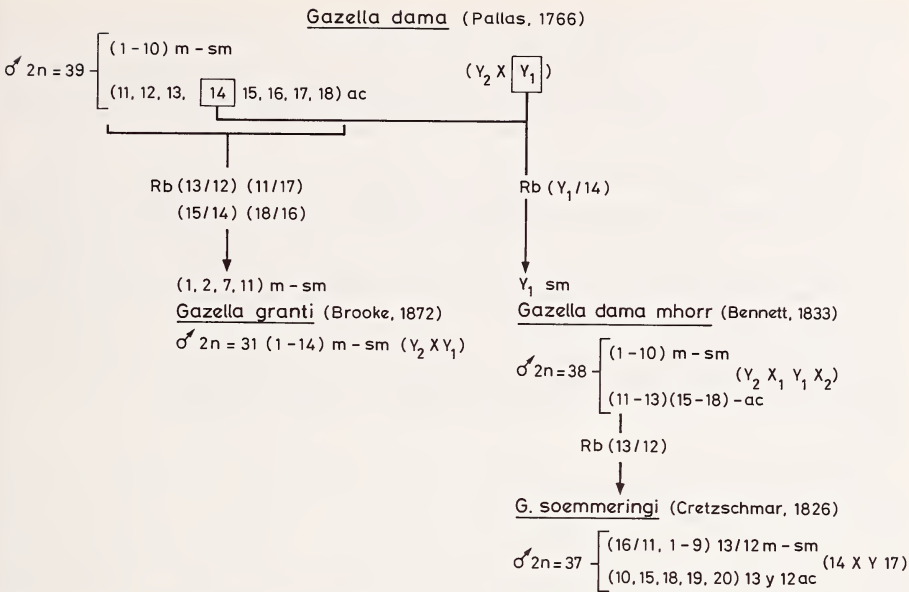 Gazella dama (Pallas, 1766)
(1-10) m-sm
♂ 2n=39
(11, 12, 13, 14 15, 16, 17, 18) ac
(Y₂ X Y₁)
Rb (13/12) (11/17)
(15/14) (18/16)
Rb (Y₁/14)
(1, 2, 7, 11) m-sm
Gazella granti (Brooke, 1872)
♂ 2n=31 (1-14) m-sm (Y₂ X Y₁)
Y₁ sm
Gazella dama mhorr (Bennett, 1833)
(1-10) m-sm
♂ 2n=38 (Y₂ X₁ Y₁ X₂)
(11-13)(15-18)-ac
Rb (13/12)
G. soemmeringi (Cretzschmar, 1826)
(16/11, 1-9) 13/12 m-sm
♂ 2n=37 (14 X Y 17)
(10, 15, 18, 19, 20) 13 y 12 ac